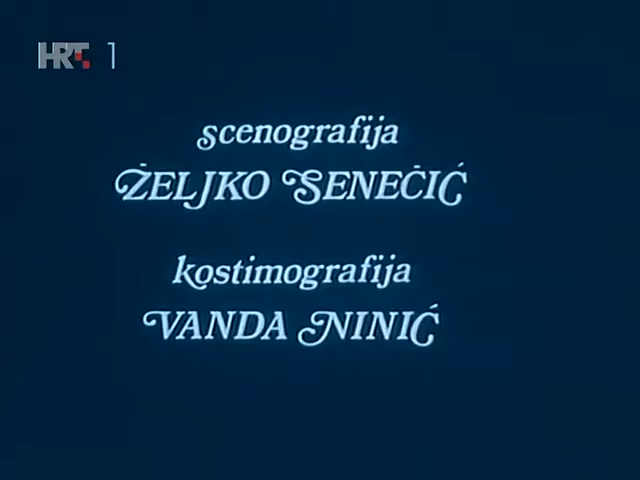 HRT 1
scenografija
ŽELJKO SENEČIĆ
kostimografija
VANDA NINIĆ